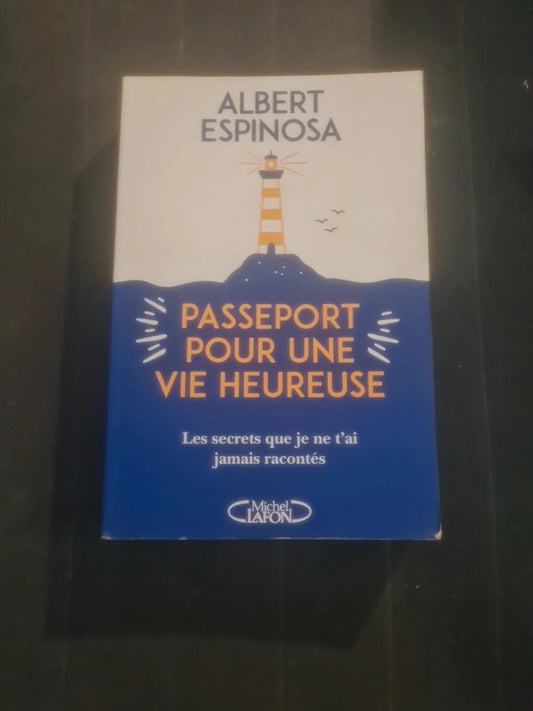 ALBERT
ESPINOSA
PASSEPORT
POUR UNE
VIE HEUREUSE
Les secrets que je ne t'ai
jamais racontés
Michel
LAFON